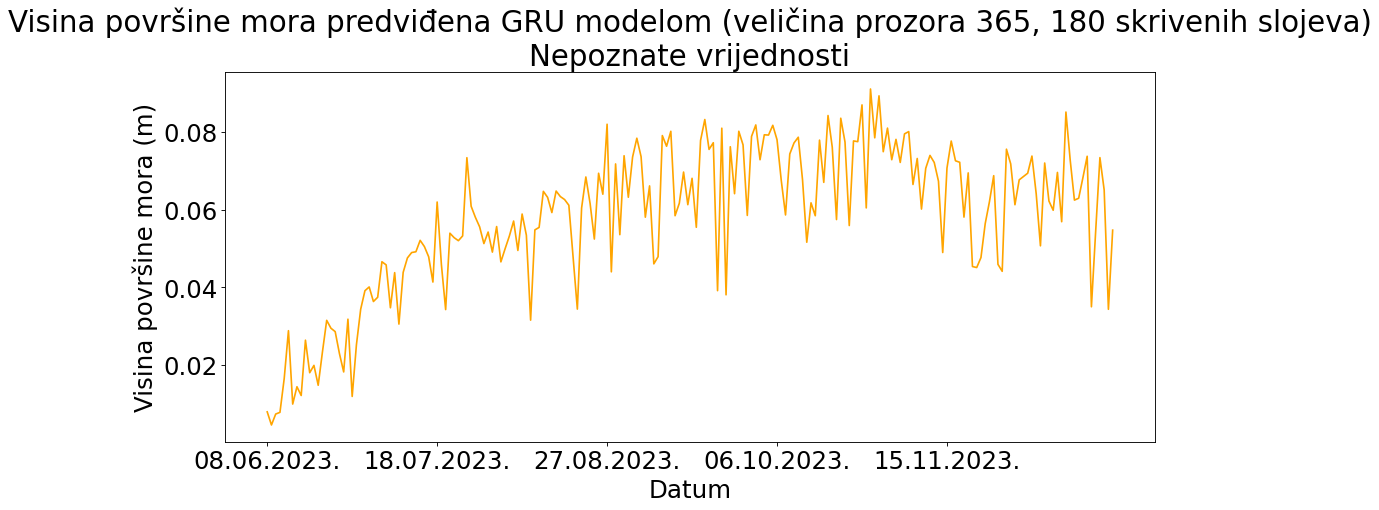 Visina površine mora predviđena GRU modelom (veličina prozora 365, 180 skrivenih slojeva)
Nepoznate vrijednosti
Visina površine mora (m)
0.08
0.06
0.04
0.02
08.06.2023. 18.07.2023. 27.08.2023. 06.10.2023. 15.11.2023.
Datum